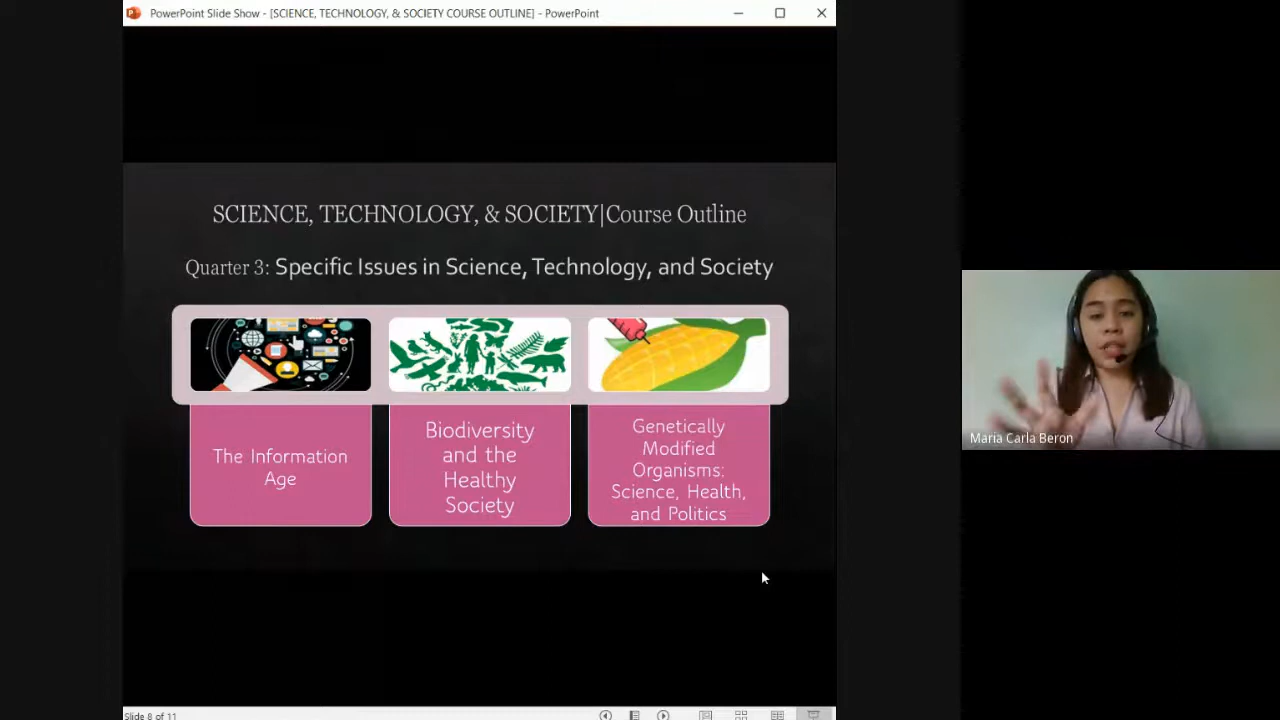 PowerPoint Slide Show - [SCIENCE, TECHNOLOGY, & SOCIETY COURSE OUTLINE] - PowerPoint
SCIENCE, TECHNOLOGY, & SOCIETY|Course Outline
Quarter 3: Specific Issues in Science, Technology, and Society
The Information
Age
Biodiversity
and the
Healthy
Society
Genetically
Modified
Organisms:
Science, Health,
and Politics
Maria Carla Beron
Slide 8 of 11